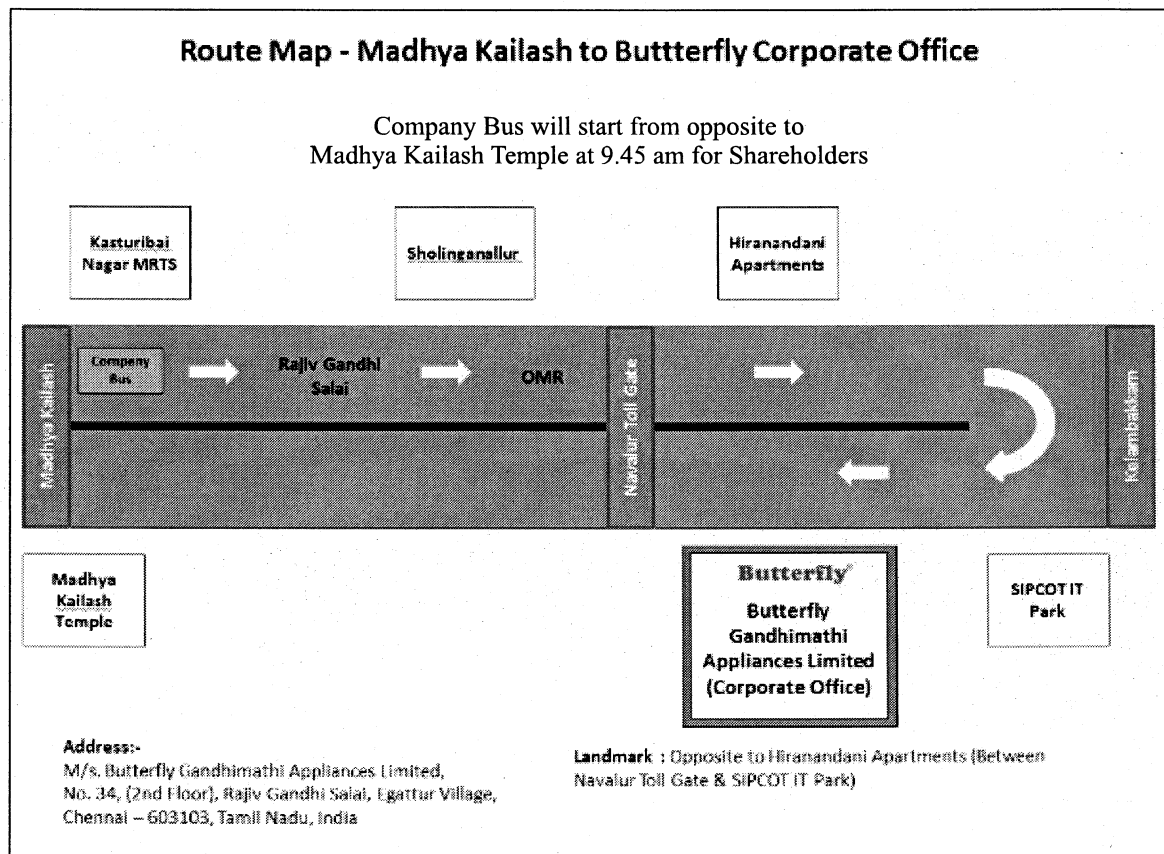 Route Map - Madhya Kailash to Buttterfly Corporate Office
Company Bus will start from opposite to
Madhya Kailash Temple at 9.45 am for Shareholders
Kasturibai
Nagar MRTS
Sholinganallur
Hiranandani
Apartments
Madhya Kailash
Company
Bus
Rajiv Gandhi
Salai
OMR
Navalur Toll Gate
Kelambakkam
Madhya
Kailash
Temple
Butterfly
Butterfly
Gandhimathi
Appliances Limited
(Corporate Office)
SIPCOT IT
Park
Address:-
M/s. Butterfly Gandhimathi Appliances Limited,
No. 34, (2nd Floor), Rajiv Gandhi Salai, Egattur Village,
Chennai – 603103, Tamil Nadu, India
Landmark : Opposite to Hiranandani Apartments (Between
Navalur Toll Gate & SIPCOT IT Park)